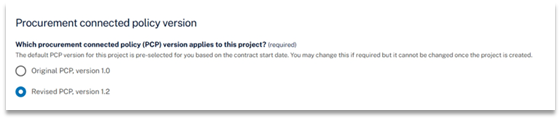 Procurement connected policy version
Which procurement connected policy (PCP) version applies to this project? (required)
The default PCP version for this project is pre-selected for you based on the contract start date. You may change this if required but it cannot be changed once the project is created.
Original PCP, version 1.0
Revised PCP, version 1.2